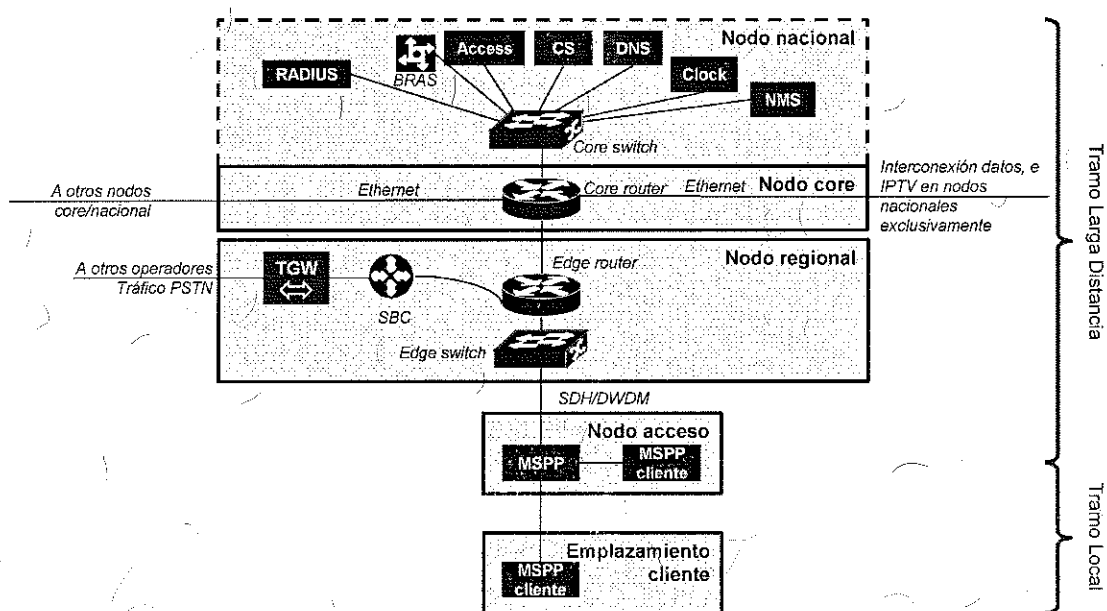 Nodo nacional
Access
CS
DNS
RADIUS
BRAS
Clock
NMS
Core switch
A otros nodos
core/nacional
Ethernet
Core router
Ethernet
Nodo core
Interconexión datos, e
IPTV en nodos
nacionales
exclusivamente
Tramo Larga Distancia
A otros operadores
Tráfico PSTN
TGW
SBC
Edge router
Nodo regional
Edge switch
SDH/DWDM
Nodo acceso
MSPP
MSPP
cliente
Emplazamiento
cliente
MSPP
cliente
Tramo Local